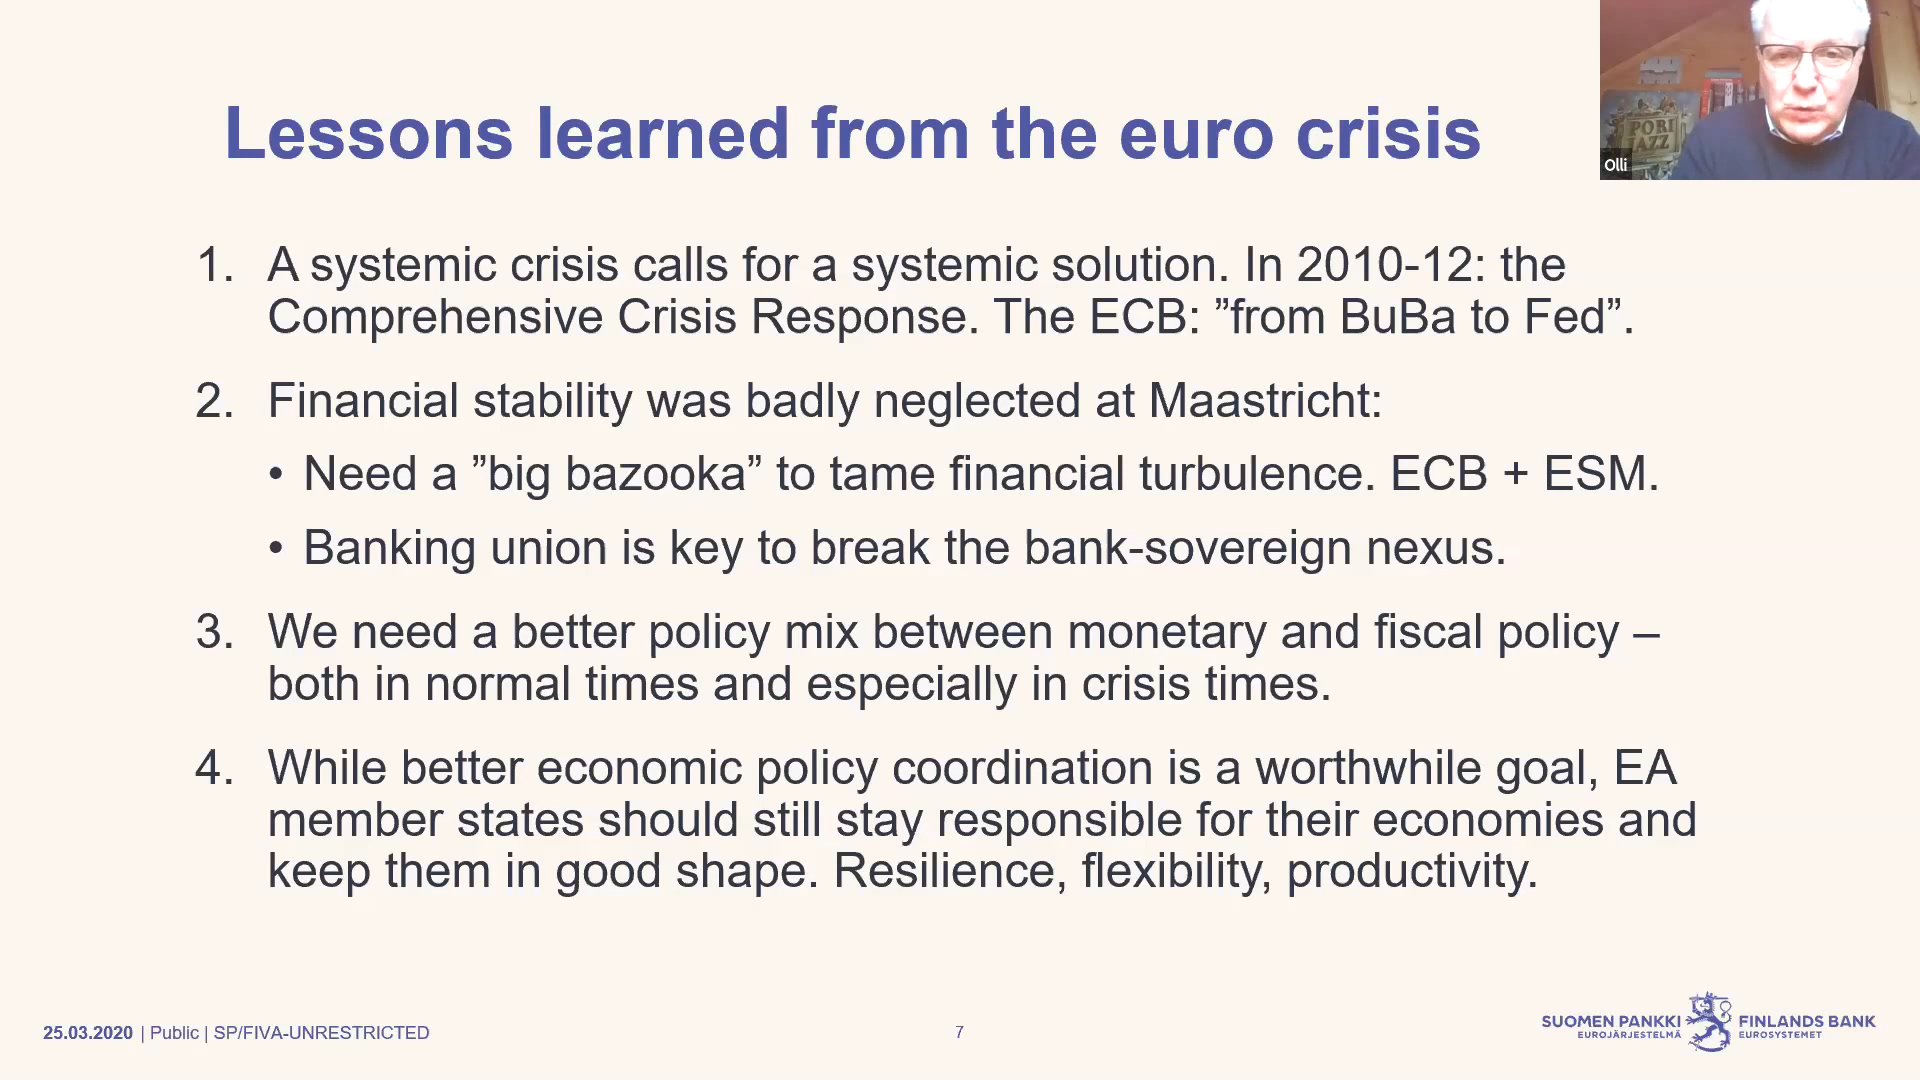 Lessons learned from the euro crisis
PORI
JAZZ
Olli
1. A systemic crisis calls for a systemic solution. In 2010-12: the
Comprehensive Crisis Response. The ECB: ”from BuBa to Fed”.
2. Financial stability was badly neglected at Maastricht:
• Need a ”big bazooka” to tame financial turbulence. ECB + ESM.
• Banking union is key to break the bank-sovereign nexus.
3. We need a better policy mix between monetary and fiscal policy –
both in normal times and especially in crisis times.
4. While better economic policy coordination is a worthwhile goal, EA
member states should still stay responsible for their economies and
keep them in good shape. Resilience, flexibility, productivity.
25.03.2020 | Public | SP/FIVA-UNRESTRICTED
7
SUOMEN PANKKI
EUROJÄRJESTELMÄ
FINLANDS BANK
EUROSYSTEMET